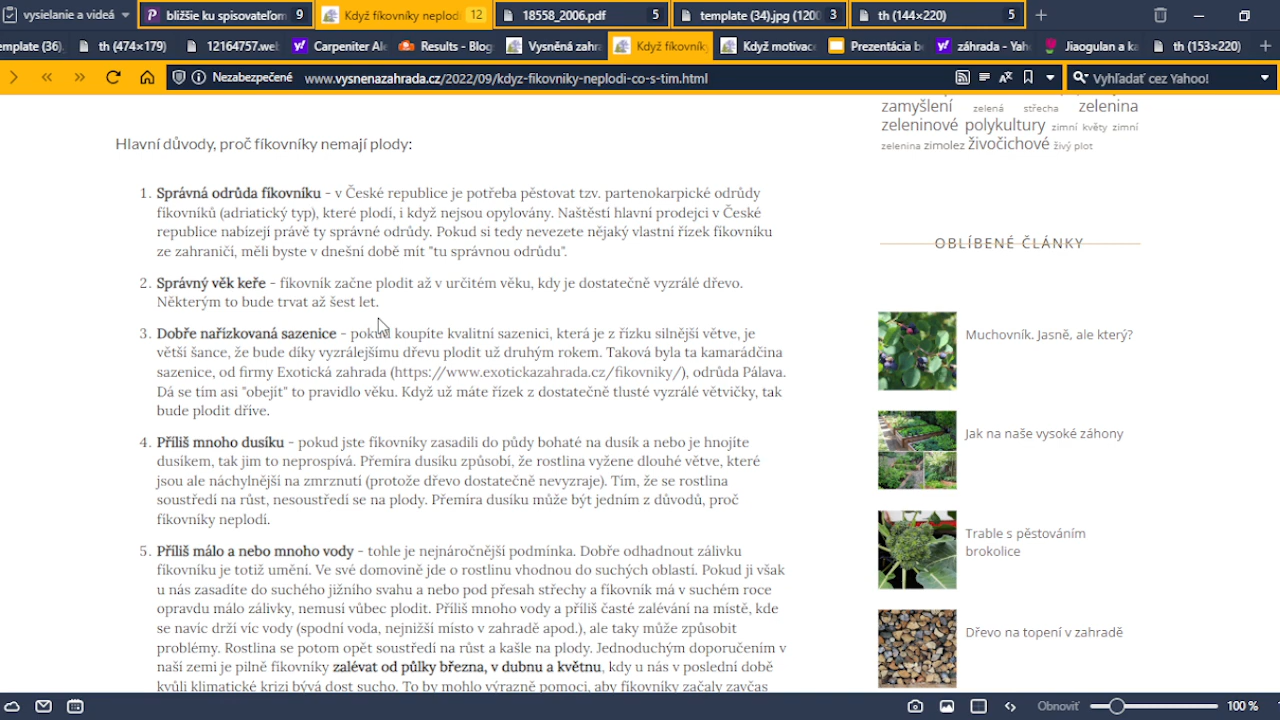 vysielanie a videá
bližšie ku spisovateľom 9
Když fíkovníky neplodí 12
18558_2006.pdf 5
template (34).jpg (1200 3
th (144×220) 5
emplate (36).
th (474×179)
12164757.we
Carpeniter Ale
Results - Blog
Vysněná zahra
Když fíkovníky
Když motivace
Prezentácia b
záhrada - Yah
Jiaogulan a ka
th (153×220)
Nezabezpečené www.vysnenazahrada.cz/2022/09/kdyz-fikovniky-neplodi-co-s-tim.html
Vyhľadať cez Yahoo!
zamyšlení zelená střecha zelenina
zeleninové polykultury zimní květy zimní
zelenina zimolez živočichové živý plot
Hlavní důvody, proč fíkovníky nemají plody:
1. Správná odrůda fíkovníku - v České republice je potřeba pěstovat tzv. partenokarpické odrůdy
fíkovníků (adriatický typ), které plodí, i když nejsou opylovány. Naštěstí hlavní prodejci v České
republice nabízejí právě ty správné odrůdy. Pokud si tedy nevezete nějaký vlastní řízek fíkovníku
ze zahraničí, měli byste v dnešní době mít "tu správnou odrůdu".
2. Správný věk keře - fíkovník začne plodit až v určitém věku, kdy je dostatečně vyzrálé dřevo.
Některým to bude trvat až šest let.
3. Dobře nařízkovaná sazenice - pokud koupíte kvalitní sazenici, která je z řízku silnější větve, je
větší šance, že bude díky vyzrálejšímu dřevu plodit už druhým rokem. Taková byla ta kamarádčina
sazenice, od firmy Exotická zahrada (https://www.exotickazahrada.cz/fikovniky/), odrůda Pálava.
Dá se tím asi "obejít" to pravidlo věku. Když už máte řízek z dostatečně tlusté vyzrálé větvičky, tak
bude plodit dříve.
4. Příliš mnoho dusíku - pokud jste fíkovníky zasadili do půdy bohaté na dusík a nebo je hnojíte
dusíkem, tak jim to neprospívá. Přemíra dusíku způsobí, že rostlina vyžene dlouhé větve, které
jsou ale náchylnější na zmrznutí (protože dřevo dostatečně nevyzraje). Tím, že se rostlina
soustředí na růst, nesoustředí se na plody. Přemíra dusíku může být jedním z důvodů, proč
fíkovníky neplodí.
5. Příliš málo a nebo mnoho vody - tohle je nejnáročnější podmínka. Dobře odhadnout zálivku
fíkovníku je totiž umění. Ve své domovině jde o rostlinu vhodnou do suchých oblastí. Pokud ji však
u nás zasadíte do suchého jižního svahu a nebo pod přesah střechy a fíkovník má v suchém roce
opravdu málo zálivky, nemusí vůbec plodit. Příliš mnoho vody a příliš časté zalévání na místě, kde
se navíc drží víc vody (spodní voda, nejnižší místo v zahradě apod.), ale taky může způsobit
problémy. Rostlina se potom opět soustředí na růst a kašle na plody. Jednoduchým doporučením v
naší zemi je pilně fíkovníky zalévat od půlky března, v dubnu a květnu, kdy u nás v poslední době
kvůli klimatické krizi bývá dost sucho. To by mohlo výrazně pomoci, aby fíkovníky začaly zavčas
OBLÍBENÉ ČLÁNKY
Muchovník. Jasně, ale který?
Jak na naše vysoké záhony
Trable s pěstováním
brokolice
Dřevo na topení v zahradě
Obnoviť 100 %